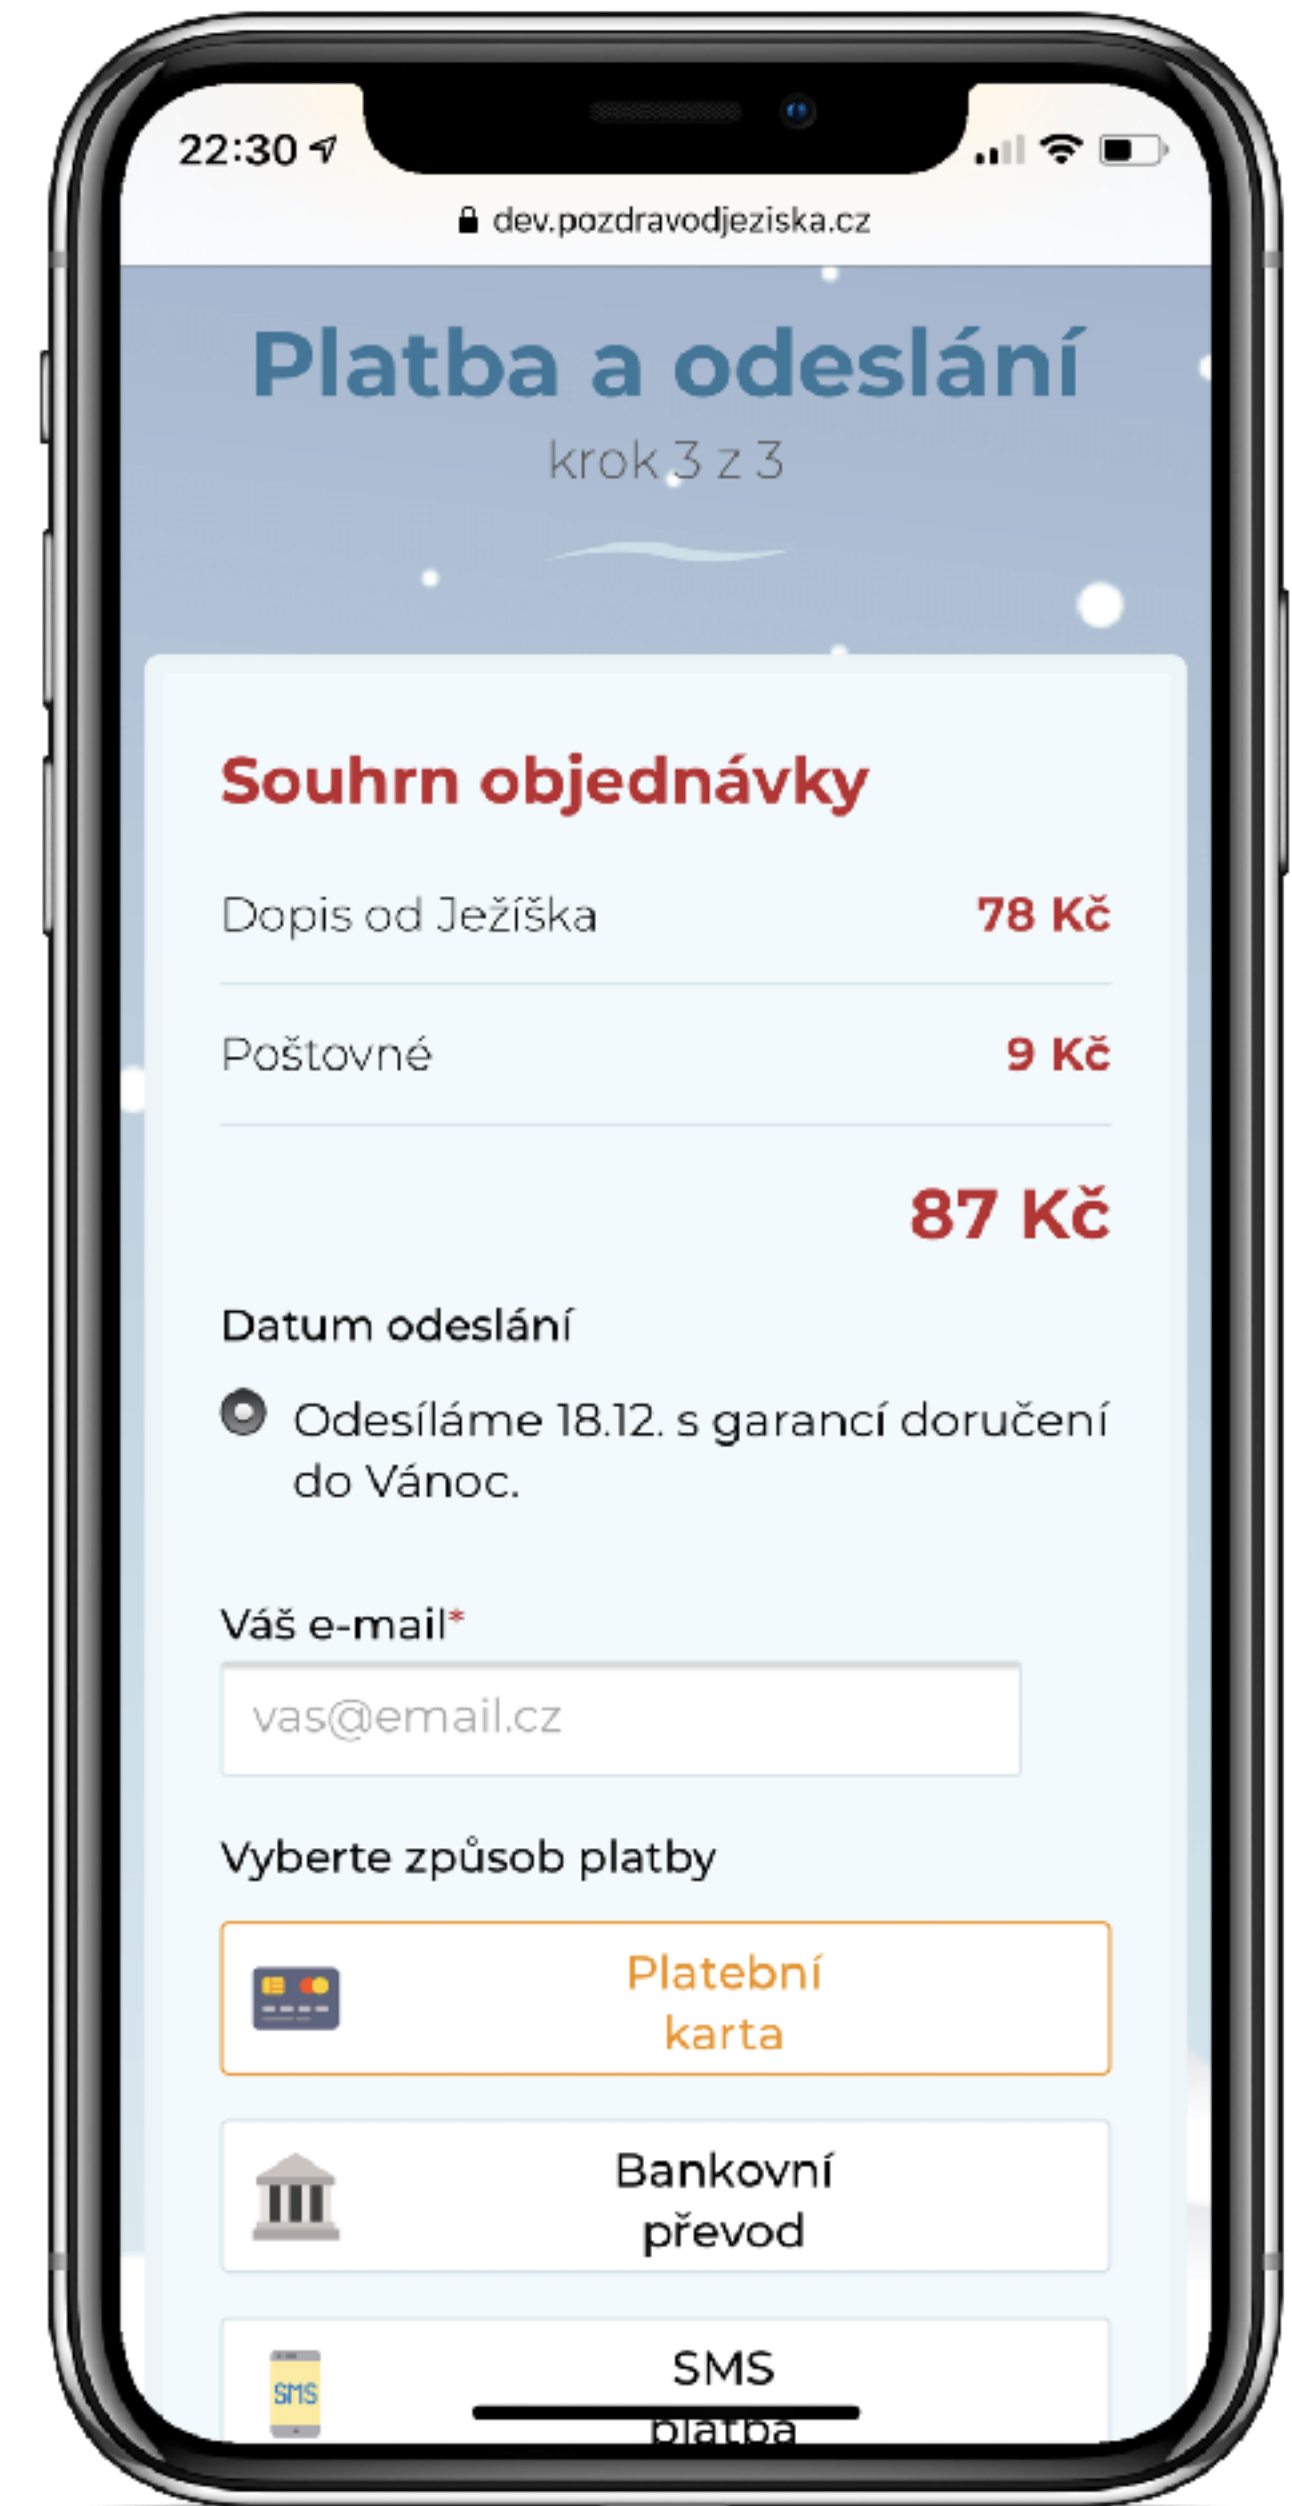 22:30
dev.pozdravodjeziska.cz
Platba a odeslání
krok 3 z 3
Souhrn objednávky
Dopis od Ježíška 78 Kč
Poštovné 9 Kč
87 Kč
Datum odeslání
Odesíláme 18.12. s garancí doručení
do Vánoc.
Váš e-mail*
vas@email.cz
Vyberte způsob platby
Platební
karta
Bankovní
převod
SMS
SMS
platba